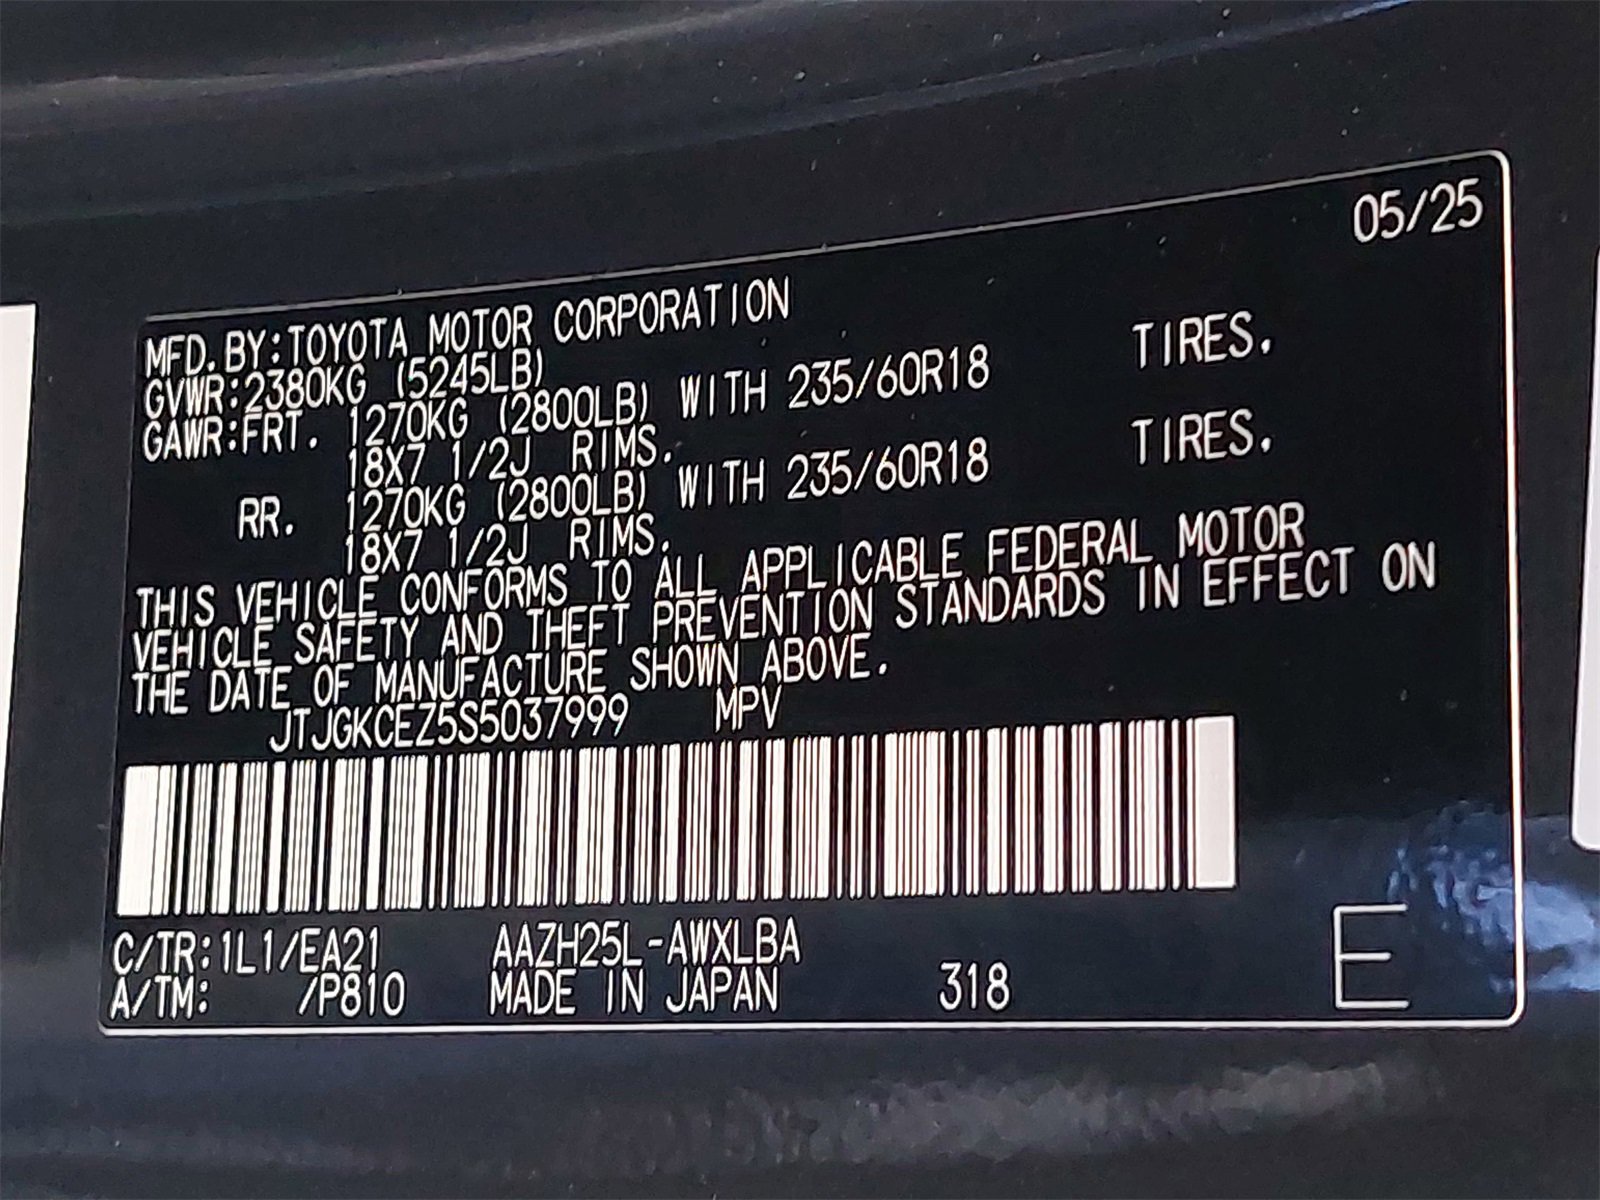 05/25
MFD. BY:TOYOTA MOTOR CORPORATION
GVWR:2380KG (5245LB)
GAWR:FRT. 1270KG (2800LB) WITH 235/60R18 TIRES.
18X7 1/2J RIMS.
RR. 1270KG (2800LB) WITH 235/60R18 TIRES.
18X7 1/2J RIMS.
THIS VEHICLE CONFORMS TO ALL APPLICABLE FEDERAL MOTOR
VEHICLE SAFETY AND THEFT PREVENTION STANDARDS IN EFFECT ON
THE DATE OF MANUFACTURE SHOWN ABOVE.
JTJGKCEZ5S5037999 MPV
C/TR:1L1/EA21 AAZH25L-AWXLBA
A/TM: /P810 MADE IN JAPAN 318 E